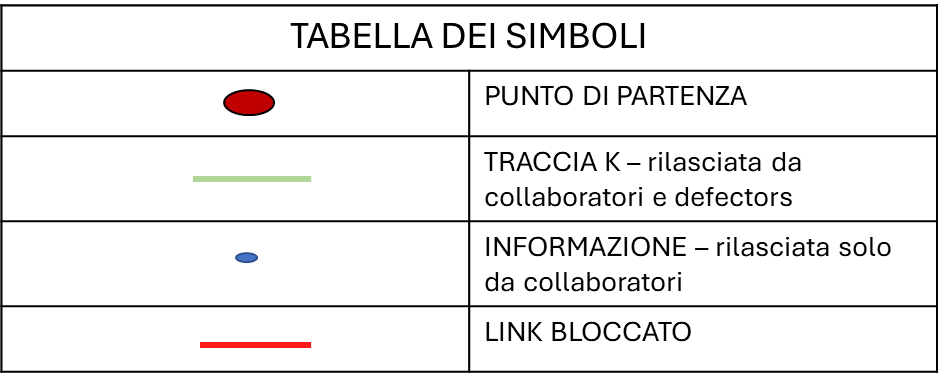 TABELLA DEI SIMBOLI
PUNTO DI PARTENZA
TRACCIA K – rilasciata da
collaboratori e defectors
INFORMAZIONE – rilasciata solo
da collaboratori
LINK BLOCCATO